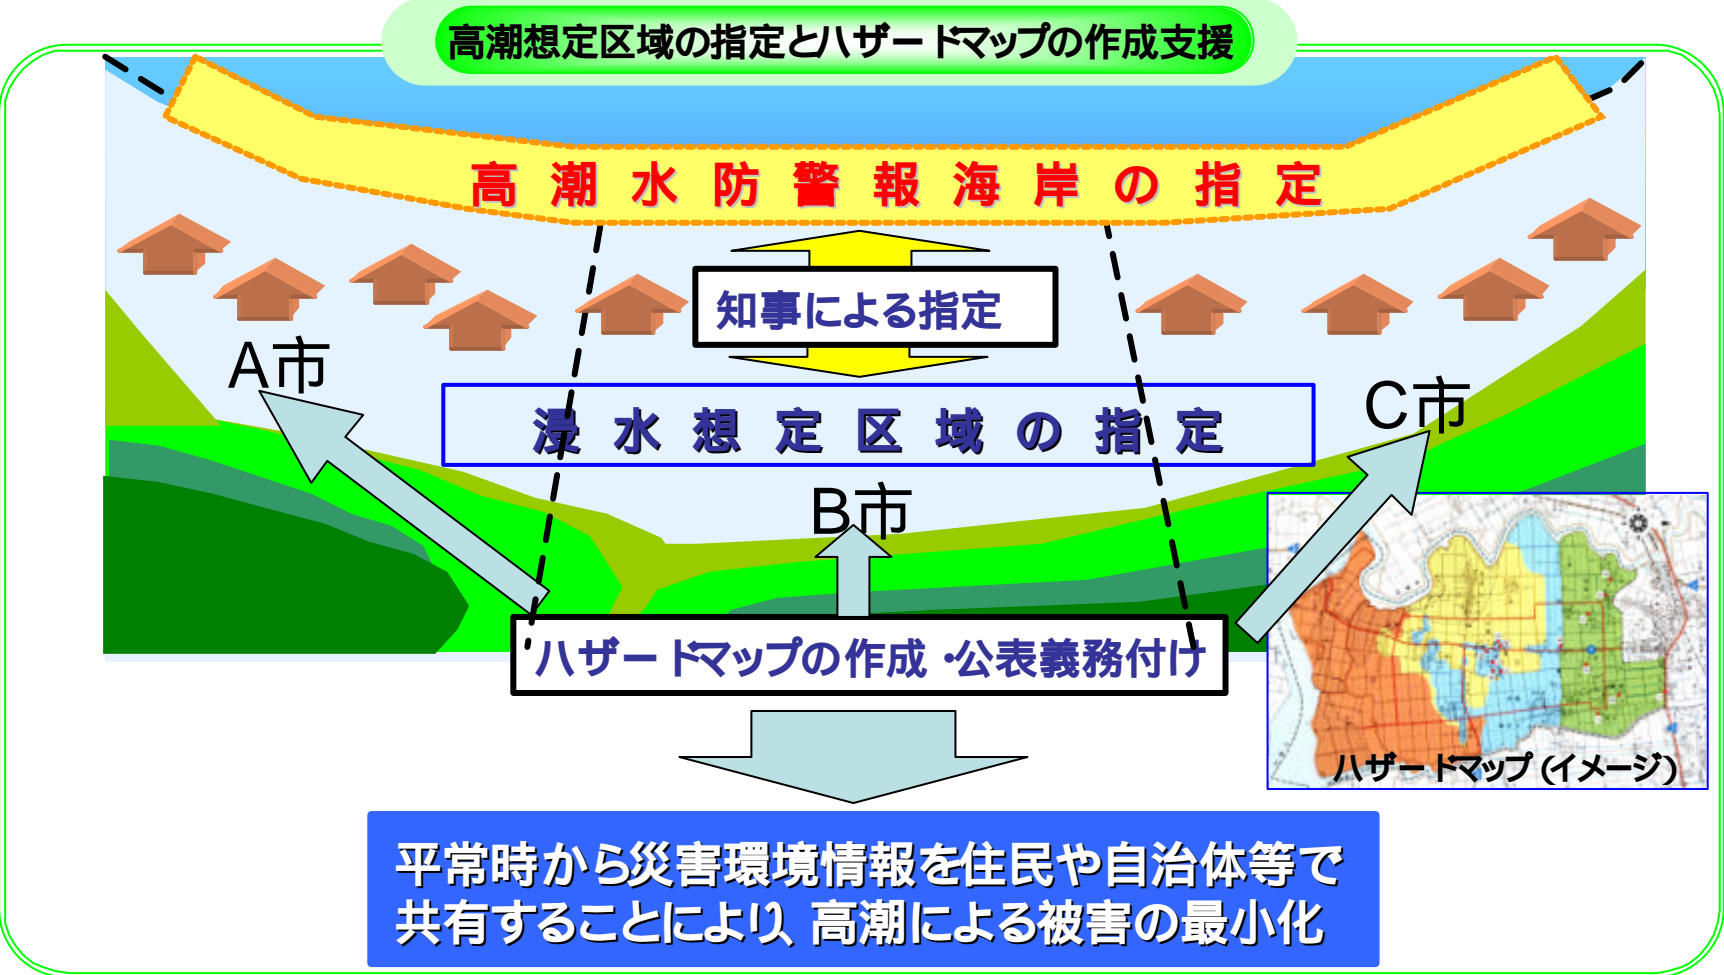 高潮想定区域の指定とハザードマップの作成支援
高潮水防警報海岸の指定
知事による指定
A市
浸水想定区域の指定
C市
B市
ハザードマップの作成・公表義務付け
ハザードマップ(イメージ)
平常時から災害環境情報を住民や自治体等で
共有することにより、高潮による被害の最小化